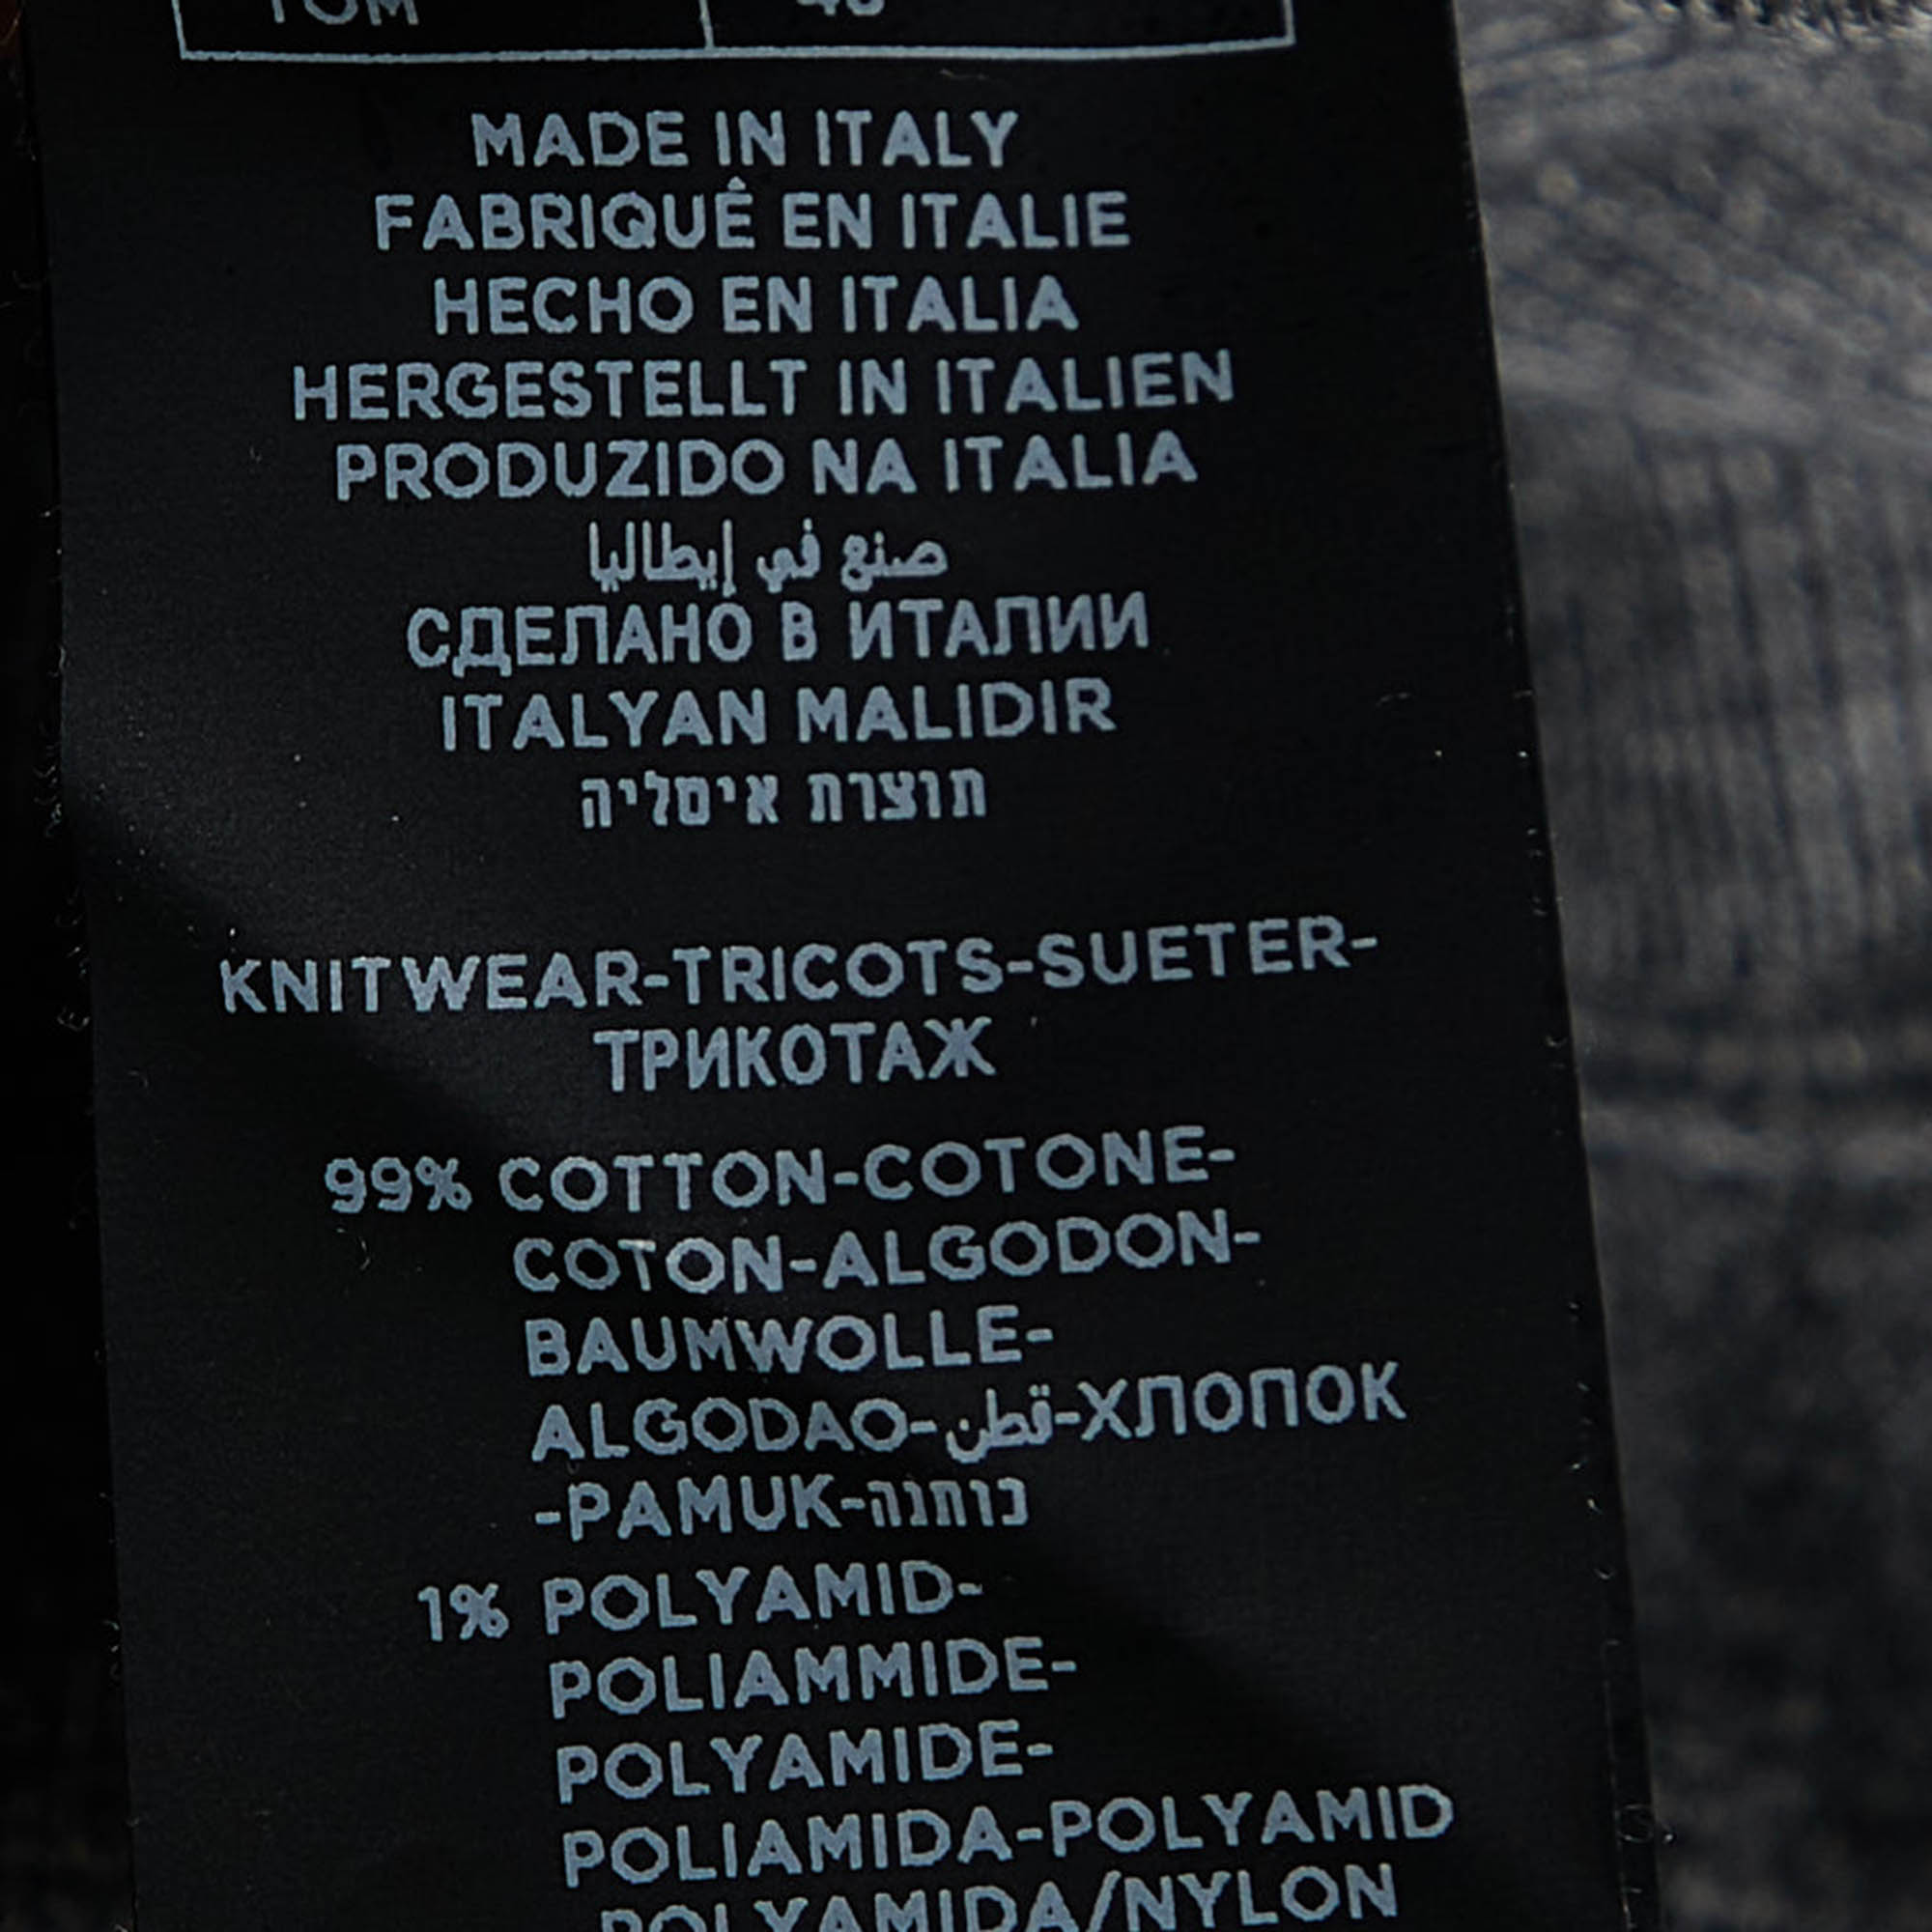 MADE IN ITALY
FABRIQUÊ EN ITALIE
HECHO EN ITALIA
HERGESTELLT IN ITALIEN
PRODUZIDO NA ITALIA
صنع في إيطاليا
СДЕЛАНО В ИТАЛИИ
ITALYAN MALIDIR
תוצרת איטליה
KNITWEAR-TRICOTS-SUETER-
ТРИКОТАЖ
99% COTTON-COTONE-
COTON-ALGODON-
BAUMWOLLE-
ALGODAO-قطن-ХЛОПОК
-PAMUK-כותנה
1% POLYAMID-
POLIAMMIDE-
POLYAMIDE-
POLIAMIDA-POLYAMID
POLYAMIDA/NYLON